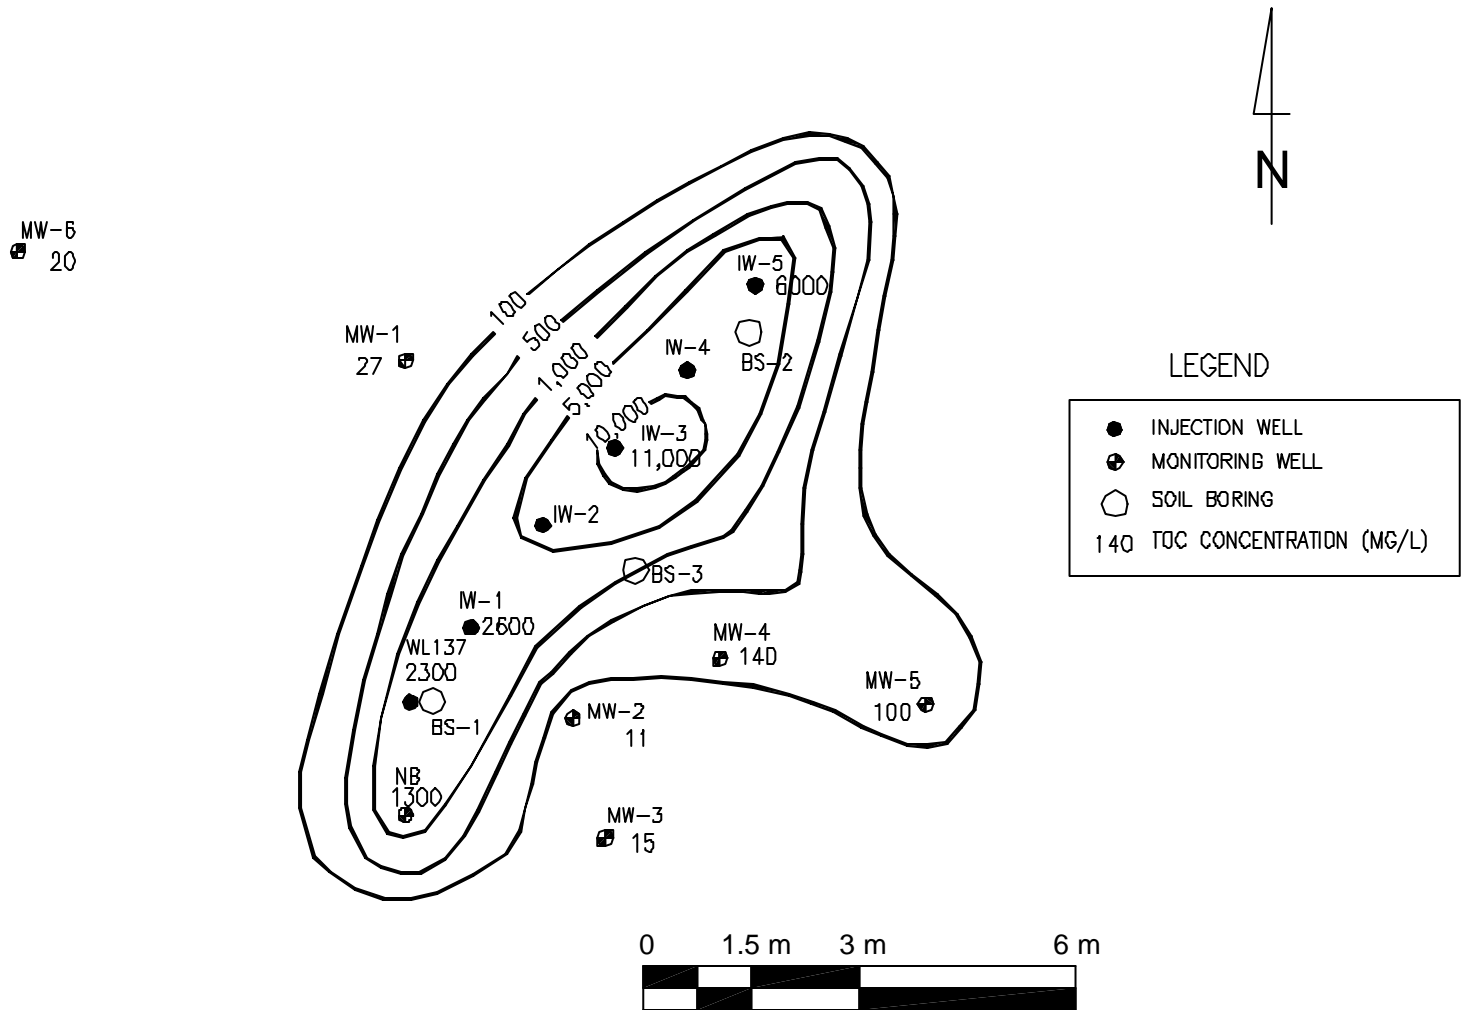 N
MW-6
20
100
IW-5
6000
500
MW-1
27
1,000
IW-4
BS-2
5,000
10,000
IW-3
11,000
IW-2
BS-3
IW-1
2600
WL137
2300
BS-1
MW-4
140
MW-5
100
MW-2
11
NB
1300
MW-3
15
LEGEND
INJECTION WELL
MONITORING WELL
SOIL BORING
140 TOC CONCENTRATION (MG/L)
0 1.5 m 3 m 6 m